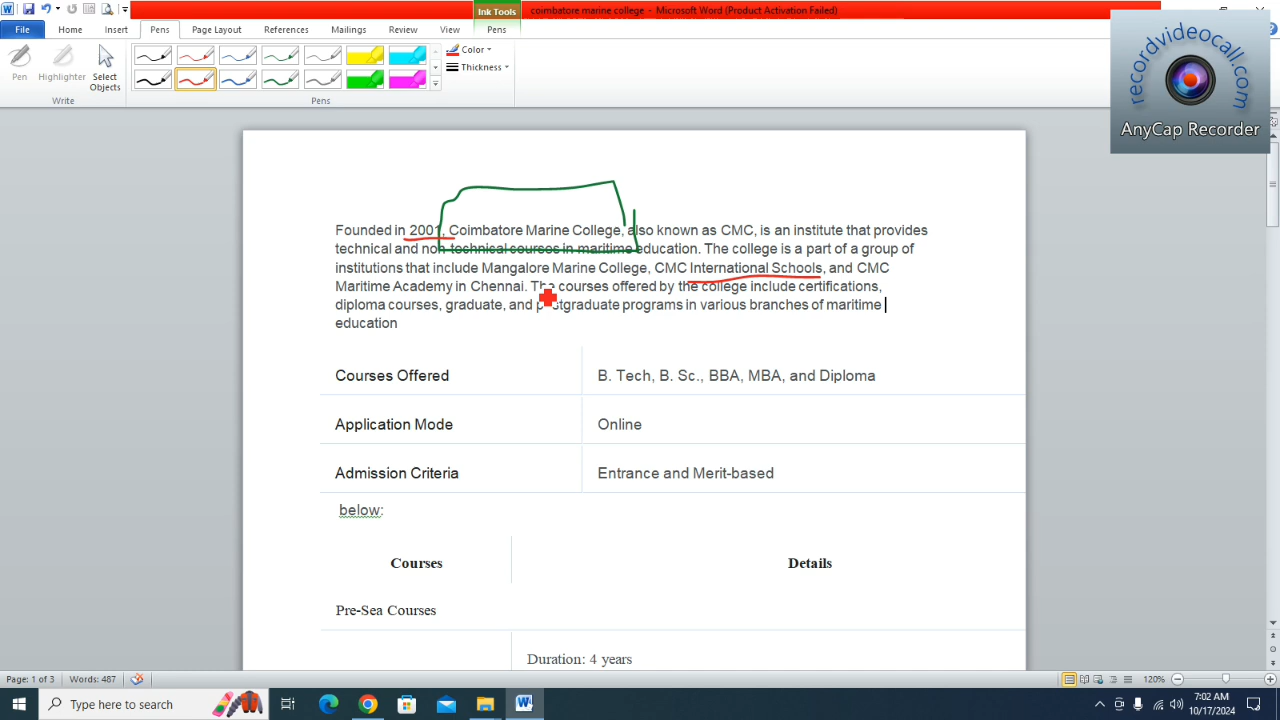 Ink Tools
coimbatore marine college - Microsoft Word (Product Activation Failed)
File Home Insert Pens Page Layout References Mailings Review View Pens
Pen Highlighter Select Objects
Color
Thickness
Write Pens
recordvideocall.com
AnyCap Recorder
Founded in 2001, Coimbatore Marine College, also known as CMC, is an institute that provides
technical and non technical courses in maritime education. The college is a part of a group of
institutions that include Mangalore Marine College, CMC International Schools, and CMC
Maritime Academy in Chennai. The courses offered by the college include certifications,
diploma courses, graduate, and postgraduate programs in various branches of maritime
education
Courses Offered B. Tech, B. Sc., BBA, MBA, and Diploma
Application Mode Online
Admission Criteria Entrance and Merit-based
below:
Courses Details
Pre-Sea Courses
Duration: 4 years
Page: 1 of 3 Words: 487 120%
Type here to search
7:02 AM
10/17/2024